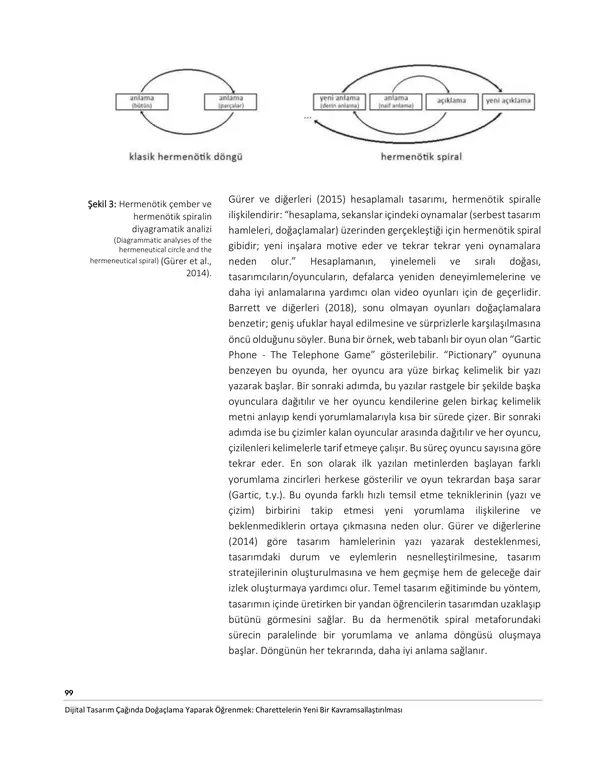 anlama
(bütün)
anlama
(parçalar)
klasik hermenötik döngü
yeni anlama
(derin anlama)
anlama
(naif anlama)
açıklama
yeni açıklama
...
hermenötik spiral
Şekil 3: Hermenötik çember ve
hermenötik spiralin
diyagramatik analizi
(Diagrammatic analyses of the
hermeneutical circle and the
hermeneutical spiral) (Gürer et al.,
2014).
Gürer ve diğerleri (2015) hesaplamalı tasarımı, hermenötik spiralle
ilişkilendirir: “hesaplama, sekanslar içindeki oynamalar (serbest tasarım
hamleleri, doğaçlamalar) üzerinden gerçekleştiği için hermenötik spiral
gibidir; yeni inşalara motive eder ve tekrar tekrar yeni oynamalara
neden olur.” Hesaplamanın, yinelemeli ve sıralı doğası,
tasarımcıların/oyuncuların, defalarca yeniden deneyimlemelerine ve
daha iyi anlamalarına yardımcı olan video oyunları için de geçerlidir.
Barrett ve diğerleri (2018), sonu olmayan oyunları doğaçlamalara
benzetir; geniş ufuklar hayal edilmesine ve sürprizlerle karşılaşılmasına
öncü olduğunu söyler. Buna bir örnek, web tabanlı bir oyun olan “Gartic
Phone - The Telephone Game” gösterilebilir. “Pictionary” oyununa
benzeyen bu oyunda, her oyuncu ara yüze birkaç kelimelik bir yazı
yazarak başlar. Bir sonraki adımda, bu yazılar rastgele bir şekilde başka
oyunculara dağıtılır ve her oyuncu kendilerine gelen birkaç kelimelik
metni anlayıp kendi yorumlamalarıyla kısa bir sürede çizer. Bir sonraki
adımda ise bu çizimler kalan oyuncular arasında dağıtılır ve her oyuncu,
çizilenleri kelimelerle tarif etmeye çalışır. Bu süreç oyuncu sayısına göre
tekrar eder. En son olarak ilk yazılan metinlerden başlayan farklı
yorumlama zincirleri herkese gösterilir ve oyun tekrardan başa sarar
(Gartic, t.y.). Bu oyunda farklı hızlı temsil etme tekniklerinin (yazı ve
çizim) birbirini takip etmesi yeni yorumlama ilişkilerine ve
beklenmediklerin ortaya çıkmasına neden olur. Gürer ve diğerlerine
(2014) göre tasarım hamlelerinin yazı yazarak desteklenmesi,
tasarımdaki durum ve eylemlerin nesnelleştirilmesine, tasarım
stratejilerinin oluşturulmasına ve hem geçmişe hem de geleceğe dair
izlek oluşturmaya yardımcı olur. Temel tasarım eğitiminde bu yöntem,
tasarımın içinde üretirken bir yandan öğrencilerin tasarımdan uzaklaşıp
bütünü görmesini sağlar. Bu da hermenötik spiral metaforundaki
sürecin paralelinde bir yorumlama ve anlama döngüsü oluşmaya
başlar. Döngünün her tekrarında, daha iyi anlama sağlanır.
99
Dijital Tasarım Çağında Doğaçlama Yaparak Öğrenmek: Charettelerin Yeni Bir Kavramsallaştırılması